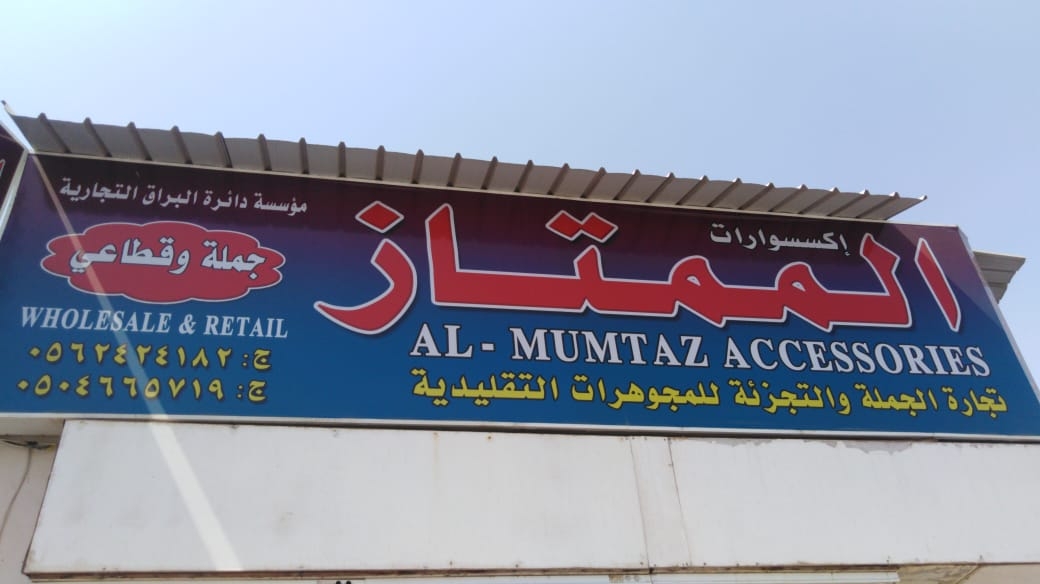 إكسسوارات
الممتاز
AL - MUMTAZ ACCESSORIES
تجارة الجملة والتجزئة للمجوهرات التقليدية
مؤسسة دائرة البراق التجارية
جملة وقطاعي
WHOLESALE & RETAIL
ج: ٠٥٦٢٤٢٤١٨٢
ج: ٠٥٠٤٦٦٥٧١٩